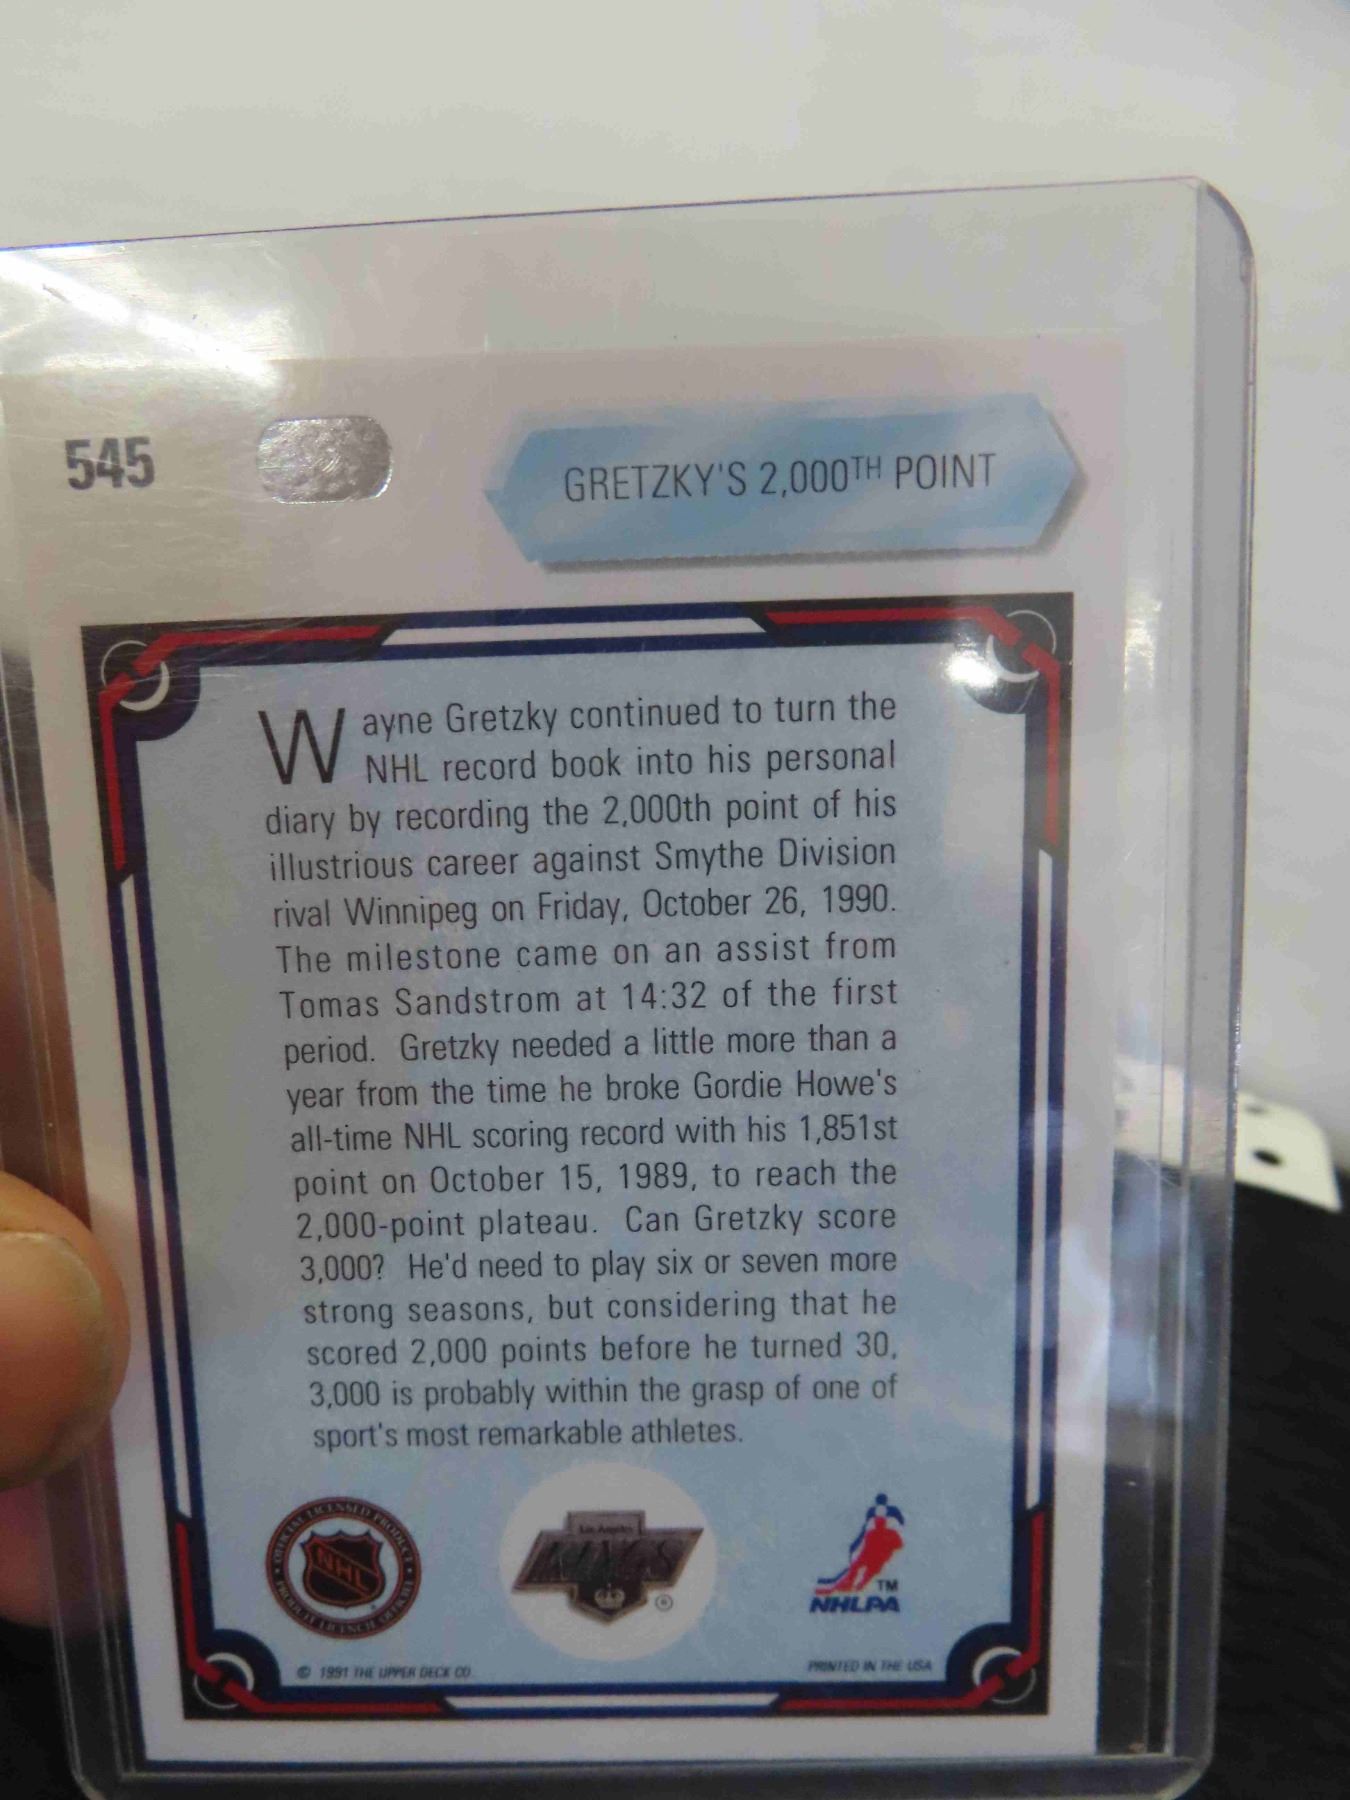 545
GRETZKY'S 2,000TH POINT
Wayne Gretzky continued to turn the
NHL record book into his personal
diary by recording the 2,000th point of his
illustrious career against Smythe Division
rival Winnipeg on Friday, October 26, 1990.
The milestone came on an assist from
Tomas Sandstrom at 14:32 of the first
period. Gretzky needed a little more than a
year from the time he broke Gordie Howe's
all-time NHL scoring record with his 1,851st
point on October 15, 1989, to reach the
2,000-point plateau. Can Gretzky score
3,000? He'd need to play six or seven more
strong seasons, but considering that he
scored 2,000 points before he turned 30,
3,000 is probably within the grasp of one of
sport's most remarkable athletes.
OFFICIAL LICENSED PRODUCT
NHL
PRODUIT LICENCIE OFFICIEL
Los Angeles
KINGS
®
TM
NHLPA
© 1991 THE UPPER DECK CO.
PRINTED IN THE USA